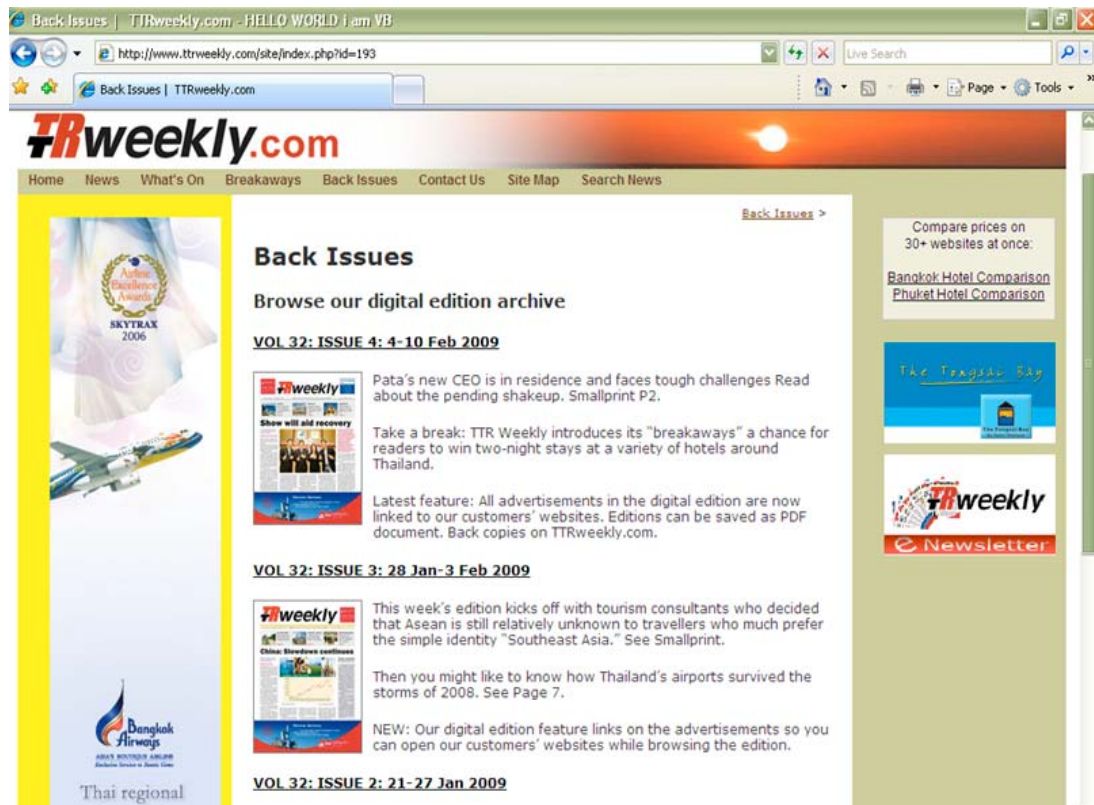 Back Issues | TTRweekly.com - HELLO WORLD i am VB
http://www.ttrweekly.com/site/index.php?id=193
Live Search
Back Issues | TTRweekly.com
Page
Tools
TTRweekly.com
Home News What's On Breakaways Back Issues Contact Us Site Map Search News
Back Issues >
Back Issues
Browse our digital edition archive
VOL 32: ISSUE 4: 4-10 Feb 2009
TTRweekly
Show will aid recovery
Pata's new CEO is in residence and faces tough challenges Read
about the pending shakeup. Smallprint P2.
Take a break: TTR Weekly introduces its "breakaways" a chance for
readers to win two-night stays at a variety of hotels around
Thailand.
Latest feature: All advertisements in the digital edition are now
linked to our customers' websites. Editions can be saved as PDF
document. Back copies on TTRweekly.com.
VOL 32: ISSUE 3: 28 Jan-3 Feb 2009
TTRweekly
China: Slowdown continues
This week's edition kicks off with tourism consultants who decided
that Asean is still relatively unknown to travellers who much prefer
the simple identity "Southeast Asia." See Smallprint.
Then you might like to know how Thailand's airports survived the
storms of 2008. See Page 7.
NEW: Our digital edition feature links on the advertisements so you
can open our customers' websites while browsing the edition.
VOL 32: ISSUE 2: 21-27 Jan 2009
Airline
Excellence
Awards
SKYTRAX
2006
Bangkok
Airways
ASIA'S BOUTIQUE AIRLINE
Exclusive Service to Exotic Gems
Thai regional
Compare prices on
30+ websites at once:
Bangkok Hotel Comparison
Phuket Hotel Comparison
The Tongsai Bay
The Tongsai Bay
TTRweekly
e Newsletter